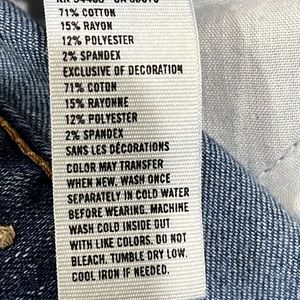 71% COTTON
15% RAYON
12% POLYESTER
2% SPANDEX
EXCLUSIVE OF DECORATION
71% COTON
15% RAYONNE
12% POLYESTER
2% SPANDEX
SANS LES DÉCORATIONS
COLOR MAY TRANSFER
WHEN NEW, WASH ONCE
SEPARATELY IN COLD WATER
BEFORE WEARING. MACHINE
WASH COLD INSIDE OUT
WITH LIKE COLORS. DO NOT
BLEACH. TUMBLE DRY LOW.
COOL IRON IF NEEDED.